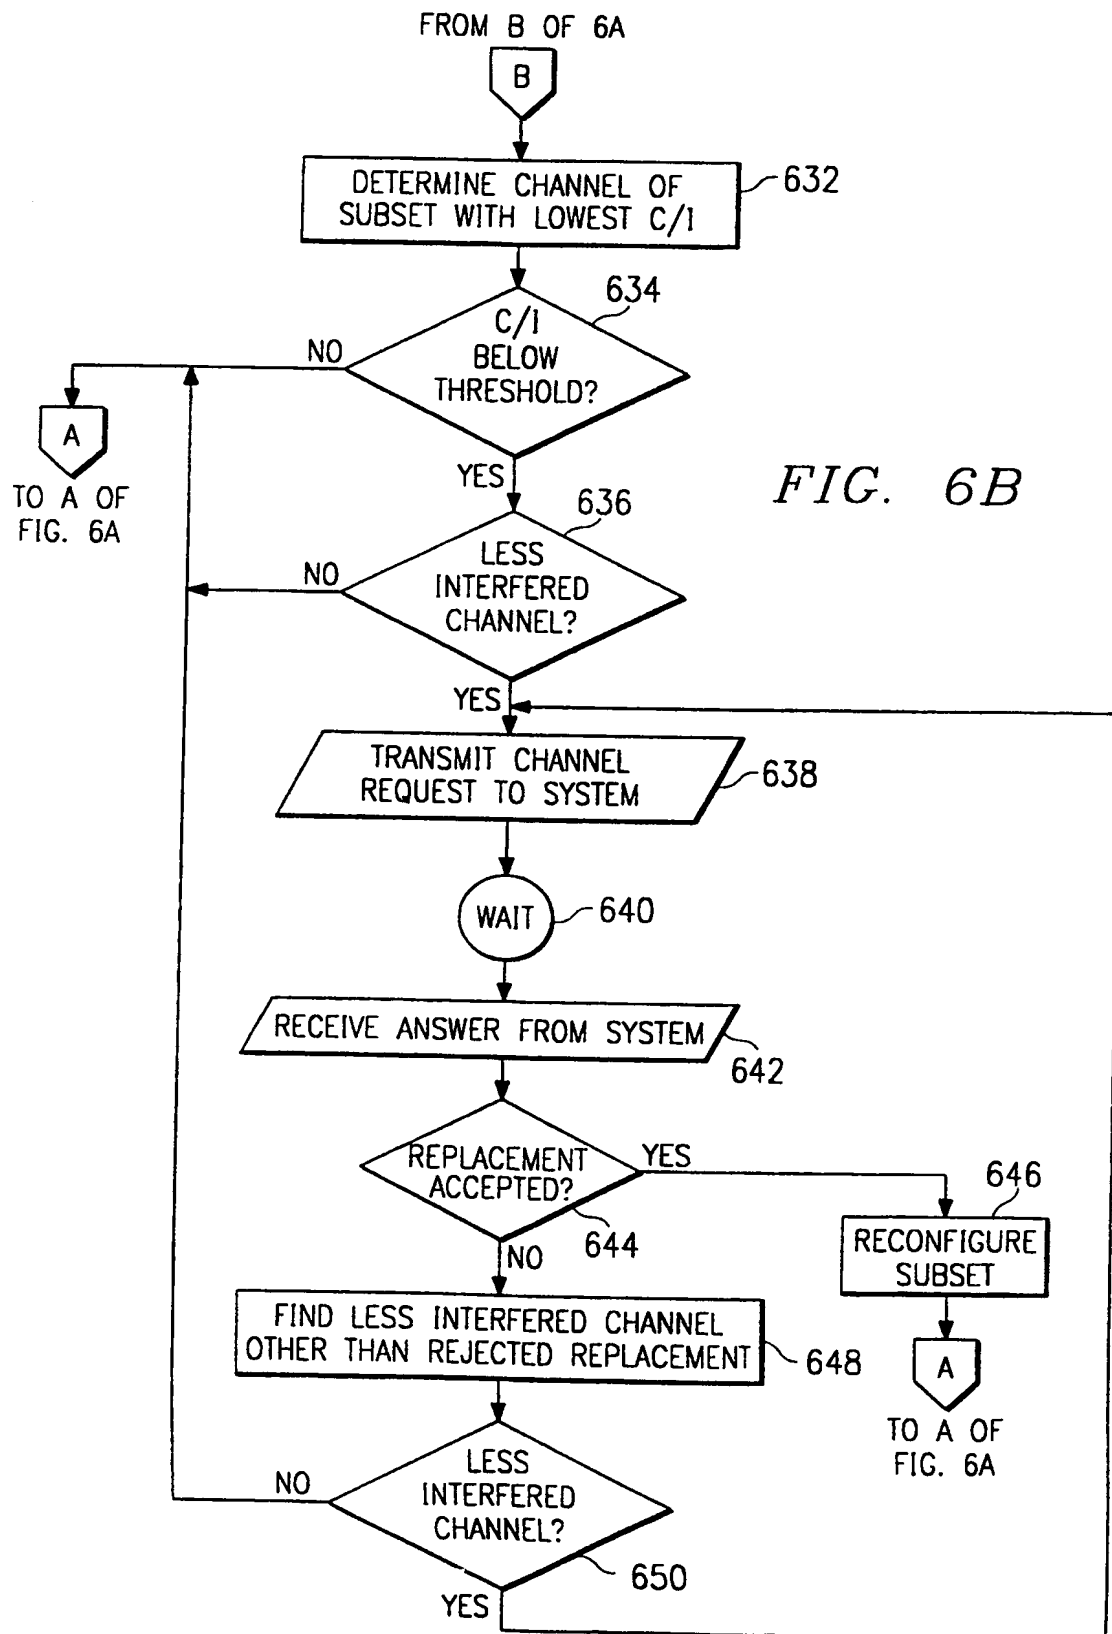 FROM B OF 6A
B
DETERMINE CHANNEL OF
SUBSET WITH LOWEST C/I
632
634
C/I
BELOW
THRESHOLD?
NO
A
TO A OF
FIG. 6A
YES
FIG. 6B
636
LESS
INTERFERED
CHANNEL?
NO
YES
TRANSMIT CHANNEL
REQUEST TO SYSTEM
638
WAIT
640
RECEIVE ANSWER FROM SYSTEM
642
REPLACEMENT
ACCEPTED?
YES
644
NO
646
RECONFIGURE
SUBSET
A
TO A OF
FIG. 6A
FIND LESS INTERFERED CHANNEL
OTHER THAN REJECTED REPLACEMENT
648
LESS
INTERFERED
CHANNEL?
NO
650
YES